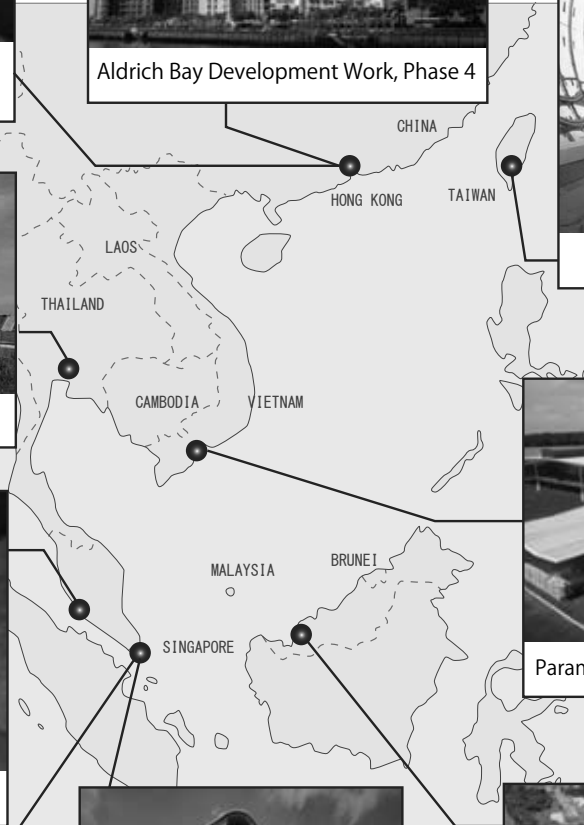 Aldrich Bay Development Work, Phase 4
CHINA
HONG KONG
TAIWAN
LAOS
THAILAND
CAMBODIA
VIETNAM
BRUNEI
MALAYSIA
SINGAPORE